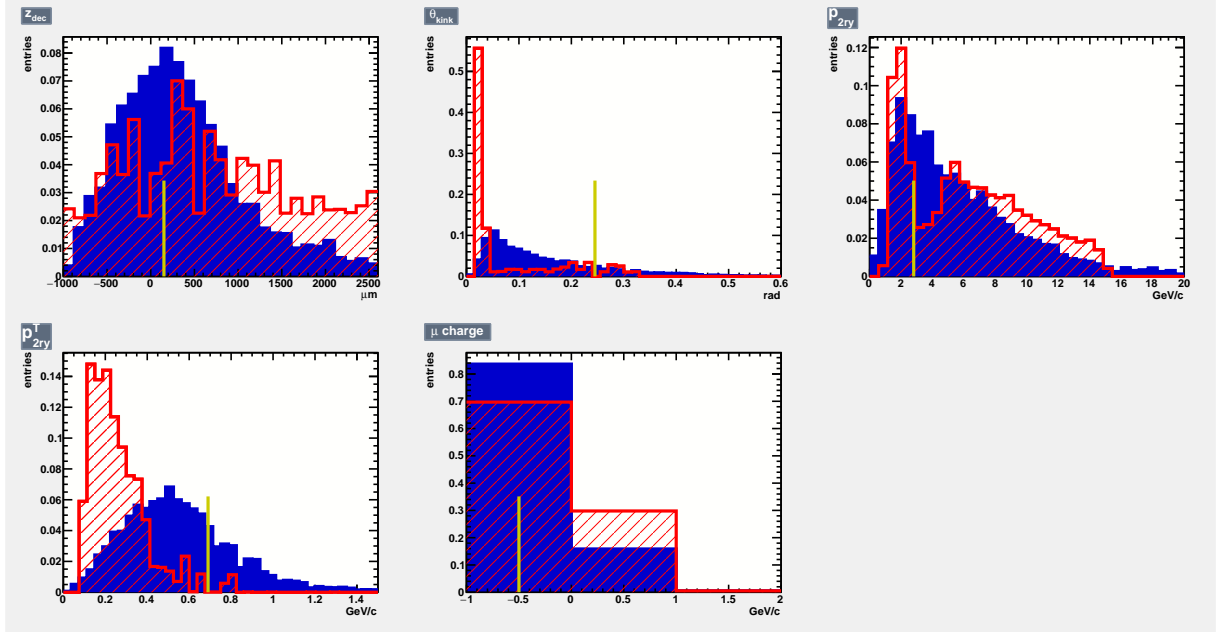 z_dec
entries
0.08
0.07
0.06
0.05
0.04
0.03
0.02
0.01
0
−1000 −500 0 500 1000 1500 2000 2500
μm
θ_kink
entries
0.5
0.4
0.3
0.2
0.1
0
0 0.1 0.2 0.3 0.4 0.5 0.6
rad
p_2ry
entries
0.12
0.1
0.08
0.06
0.04
0.02
0
0 2 4 6 8 10 12 14 16 18 20
GeV/c
p^T_2ry
entries
0.14
0.12
0.1
0.08
0.06
0.04
0.02
0
0 0.2 0.4 0.6 0.8 1 1.2 1.4
GeV/c
μ charge
entries
0.8
0.7
0.6
0.5
0.4
0.3
0.2
0.1
0
−1 −0.5 0 0.5 1 1.5 2